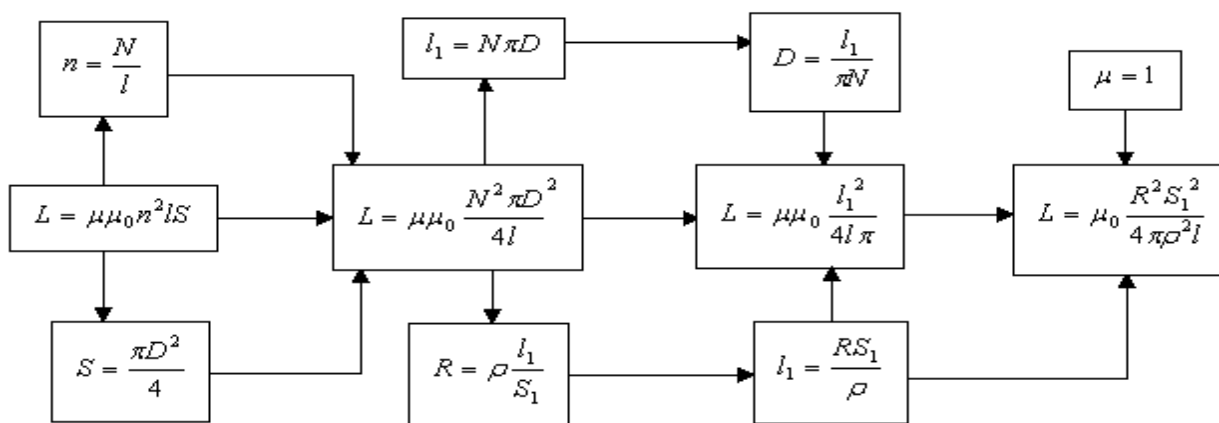 n = N/l
l₁ = NπD
D = l₁/πN
μ = 1
L = μμ₀n²lS
L = μμ₀ N²πD²/4l
L = μμ₀ l₁²/4lπ
L = μ₀ R²S₁²/4πρ²l
S = πD²/4
R = ρ l₁/S₁
l₁ = RS₁/ρ